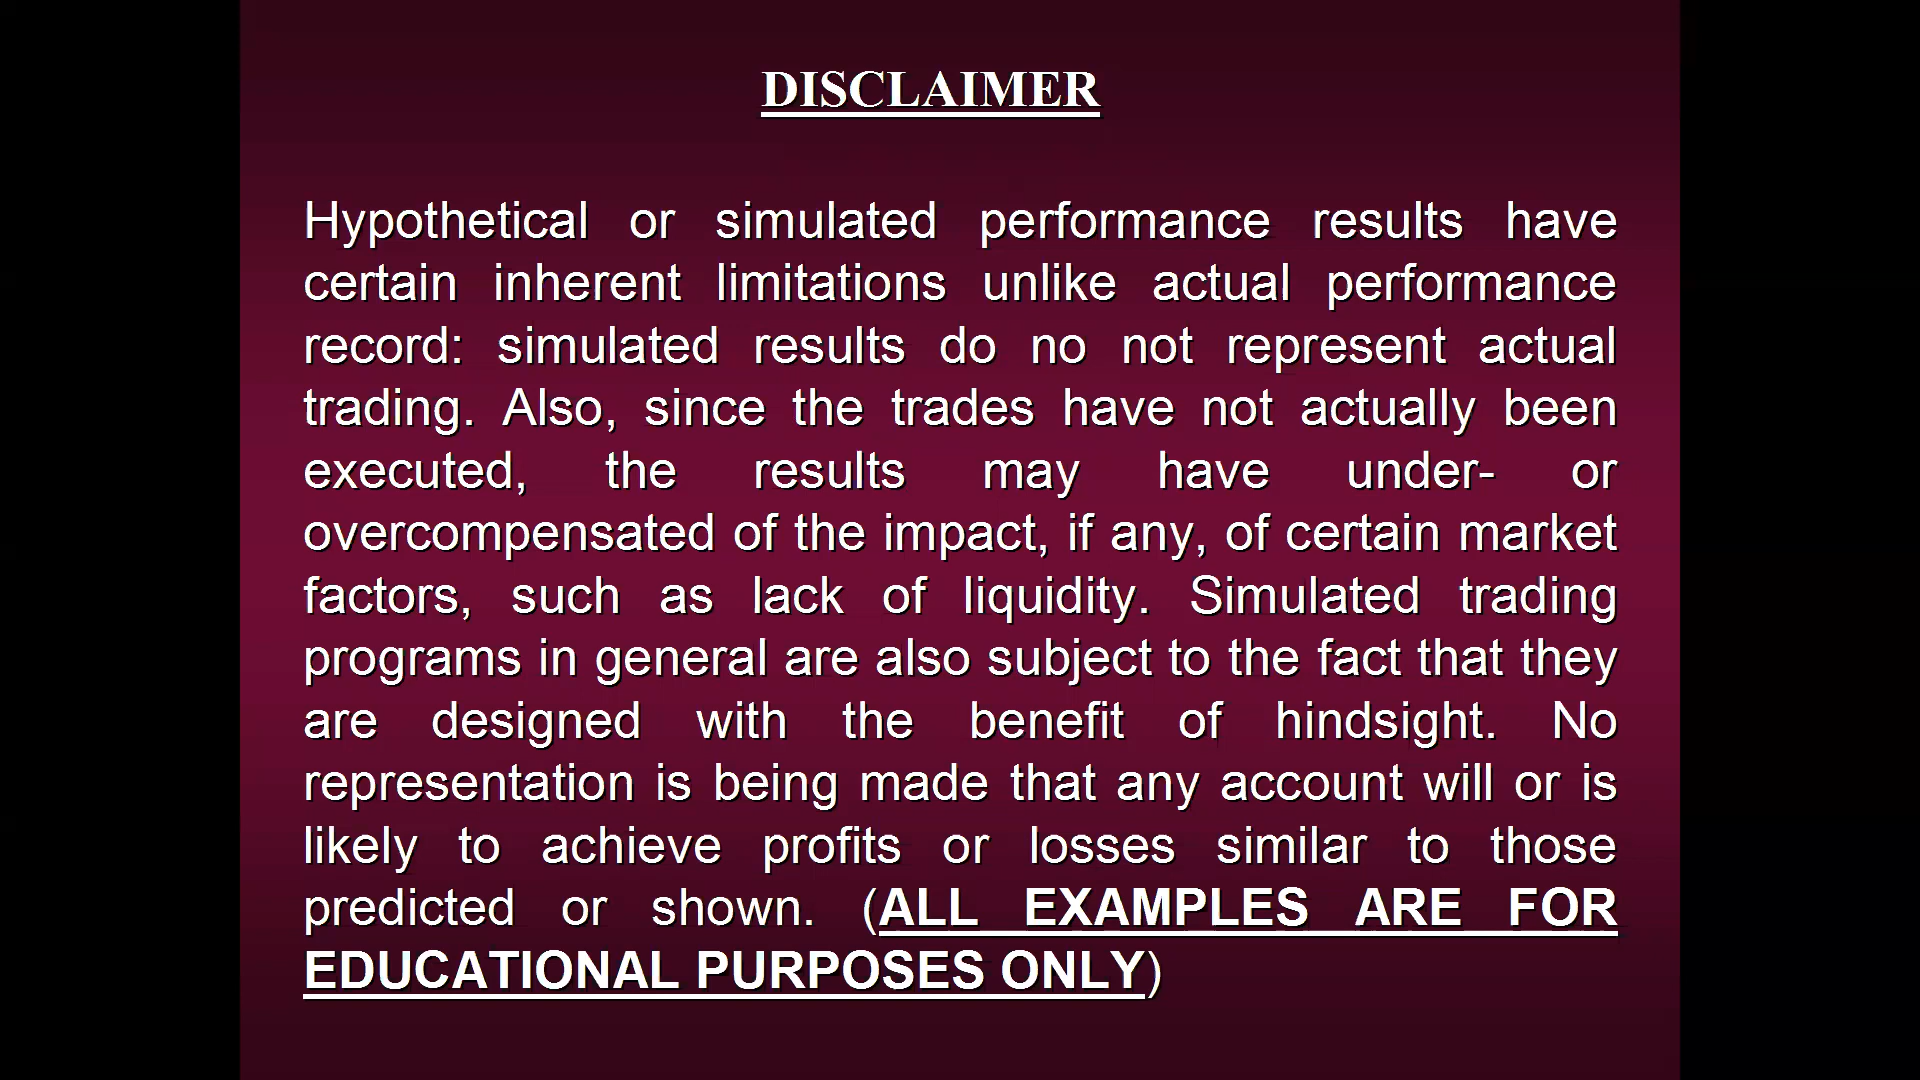 DISCLAIMER
Hypothetical or simulated performance results have
certain inherent limitations unlike actual performance
record: simulated results do no not represent actual
trading. Also, since the trades have not actually been
executed, the results may have under- or
overcompensated of the impact, if any, of certain market
factors, such as lack of liquidity. Simulated trading
programs in general are also subject to the fact that they
are designed with the benefit of hindsight. No
representation is being made that any account will or is
likely to achieve profits or losses similar to those
predicted or shown. (ALL EXAMPLES ARE FOR
EDUCATIONAL PURPOSES ONLY)